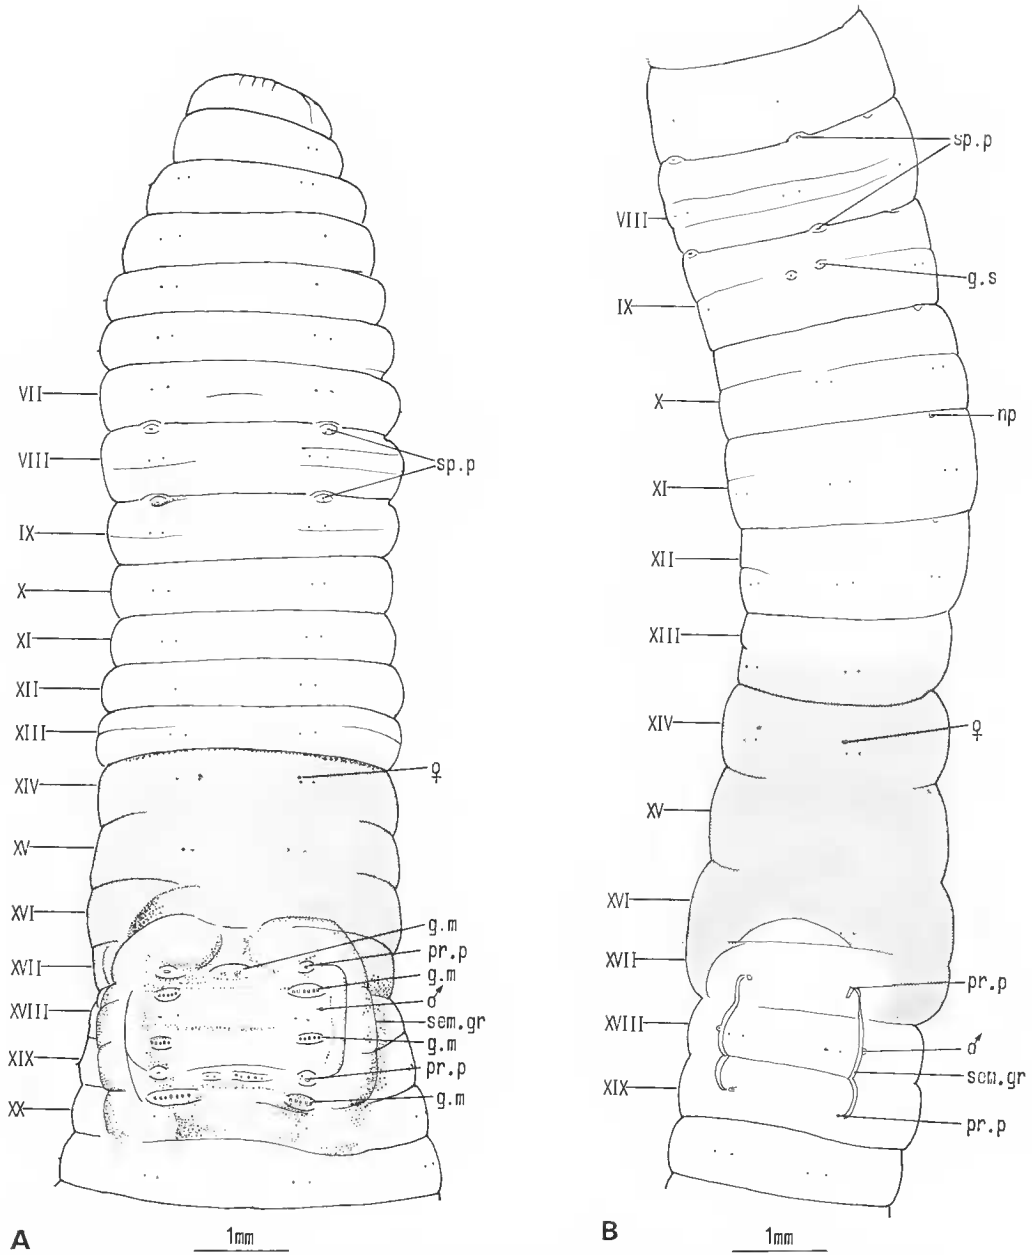 VII
VIII
sp.p
IX
X
XI
XII
XIII
XIV
♀
XV
XVI
g.m
pr.p
XVII
g.m
♂
XVIII
sem.gr
g.m
XIX
pr.p
g.m
XX
A
1mm
sp.p
VIII
g.s
IX
X
np
XI
XII
XIII
XIV
♀
XV
XVI
XVII
pr.p
XVIII
♂
sem.gr
XIX
pr.p
B
1mm